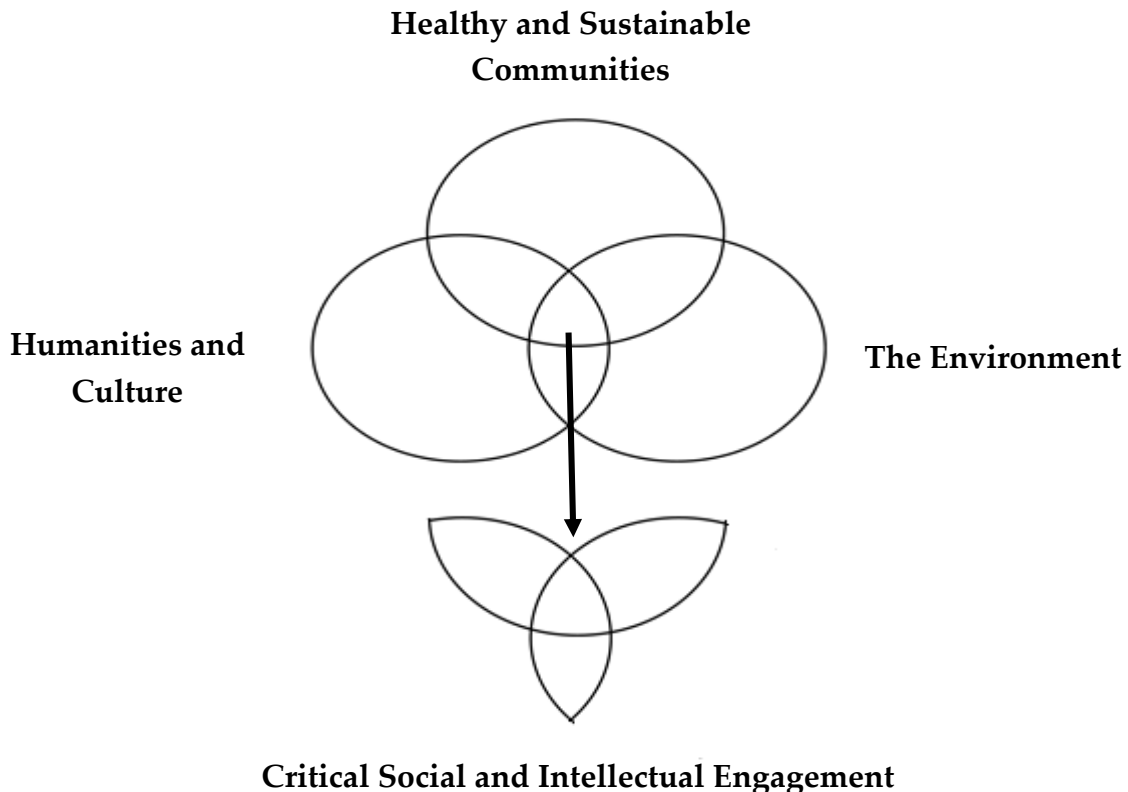 Healthy and Sustainable
Communities
Humanities and
Culture
The Environment
Critical Social and Intellectual Engagement